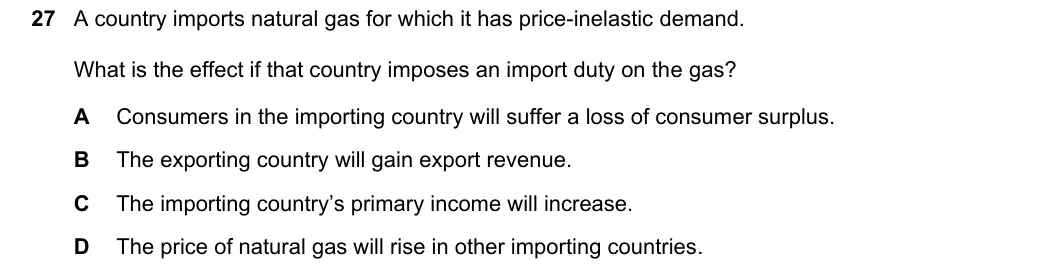 27 A country imports natural gas for which it has price-inelastic demand.
What is the effect if that country imposes an import duty on the gas?
A Consumers in the importing country will suffer a loss of consumer surplus.
B The exporting country will gain export revenue.
C The importing country’s primary income will increase.
D The price of natural gas will rise in other importing countries.